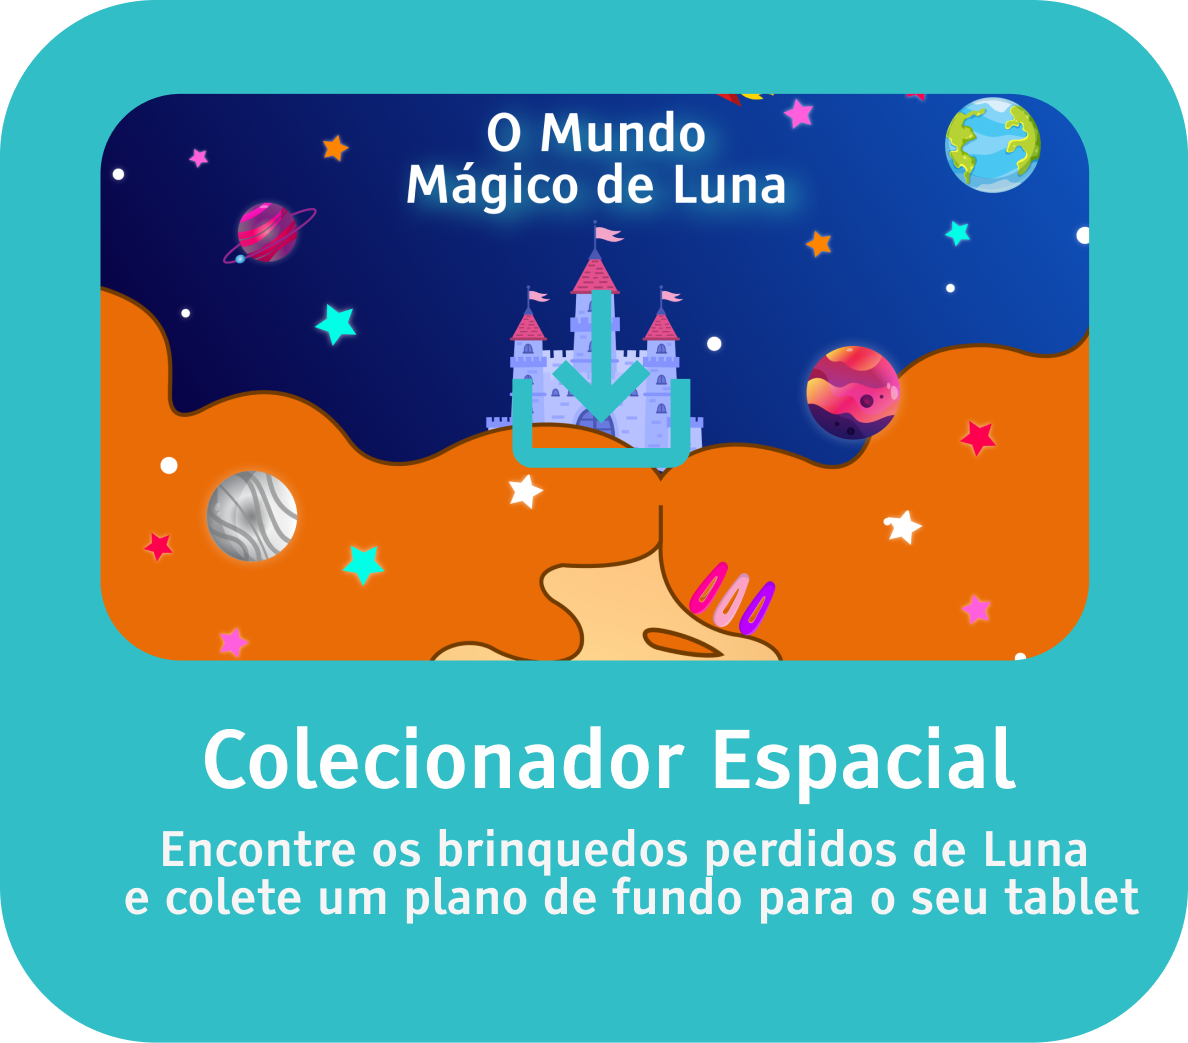 O Mundo
Mágico de Luna
Colecionador Espacial
Encontre os brinquedos perdidos de Luna
e colete um plano de fundo para o seu tablet